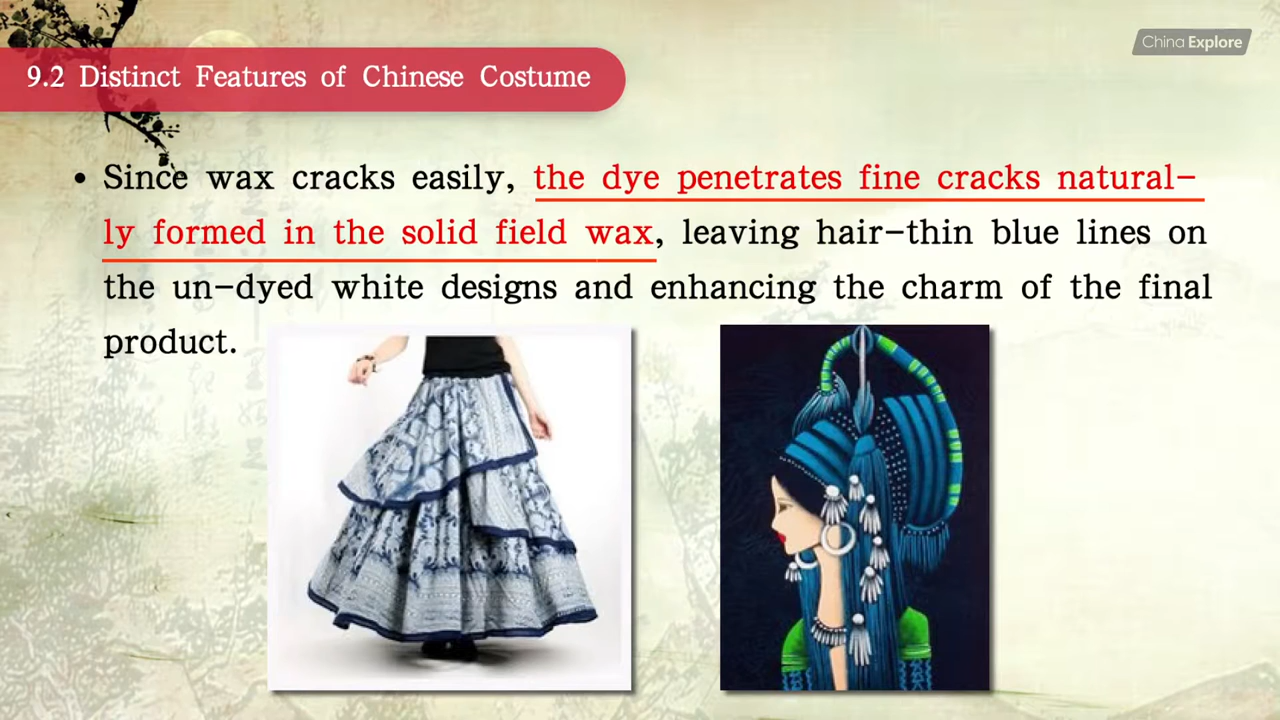 China Explore
9.2 Distinct Features of Chinese Costume
• Since wax cracks easily, the dye penetrates fine cracks natural-
ly formed in the solid field wax, leaving hair-thin blue lines on
the un-dyed white designs and enhancing the charm of the final
product.